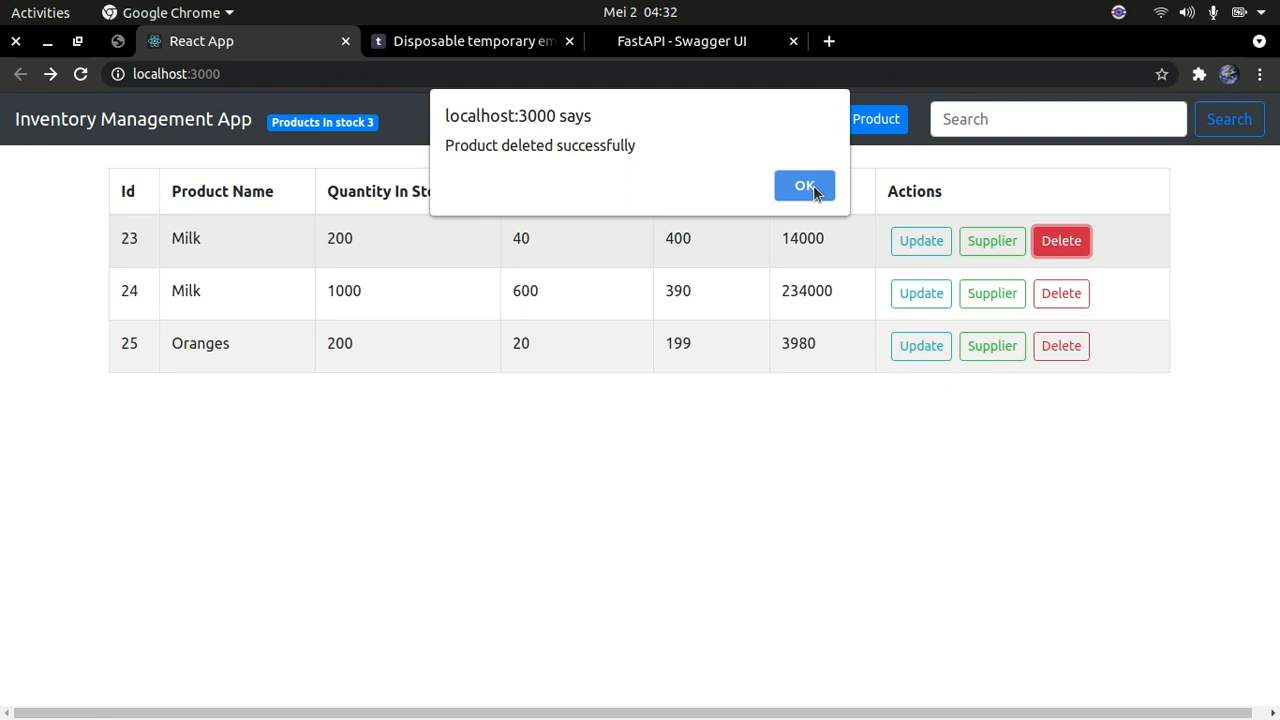 Activities Google Chrome Mei 2 04:32
React App Disposable temporary em FastAPI - Swagger UI
localhost:3000
Inventory Management App Products In stock 3 Product Search Search
localhost:3000 says
Product deleted successfully
OK
Id Product Name Quantity In Sto Actions
23 Milk 200 40 400 14000 Update Supplier Delete
24 Milk 1000 600 390 234000 Update Supplier Delete
25 Oranges 200 20 199 3980 Update Supplier Delete